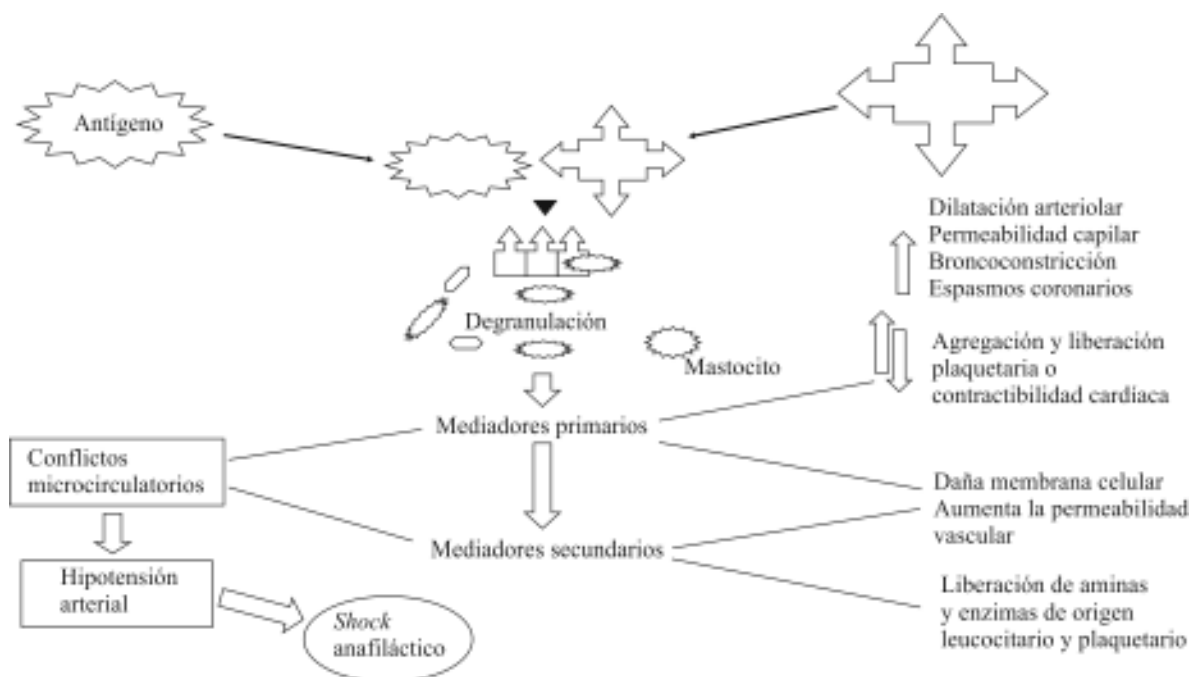 Antígeno
Dilatación arteriolar
Permeabilidad capilar
Broncoconstricción
Espasmos coronarios
Degranulación
Mastocito
Agregación y liberación
plaquetaria o
contractibilidad cardíaca
Mediadores primarios
Conflictos
microcirculatorios
Daña membrana celular
Aumenta la permeabilidad
vascular
Mediadores secundarios
Hipotensión
arterial
Liberación de aminas
y enzimas de origen
leucocitario y plaquetario
Shock
anafiláctico